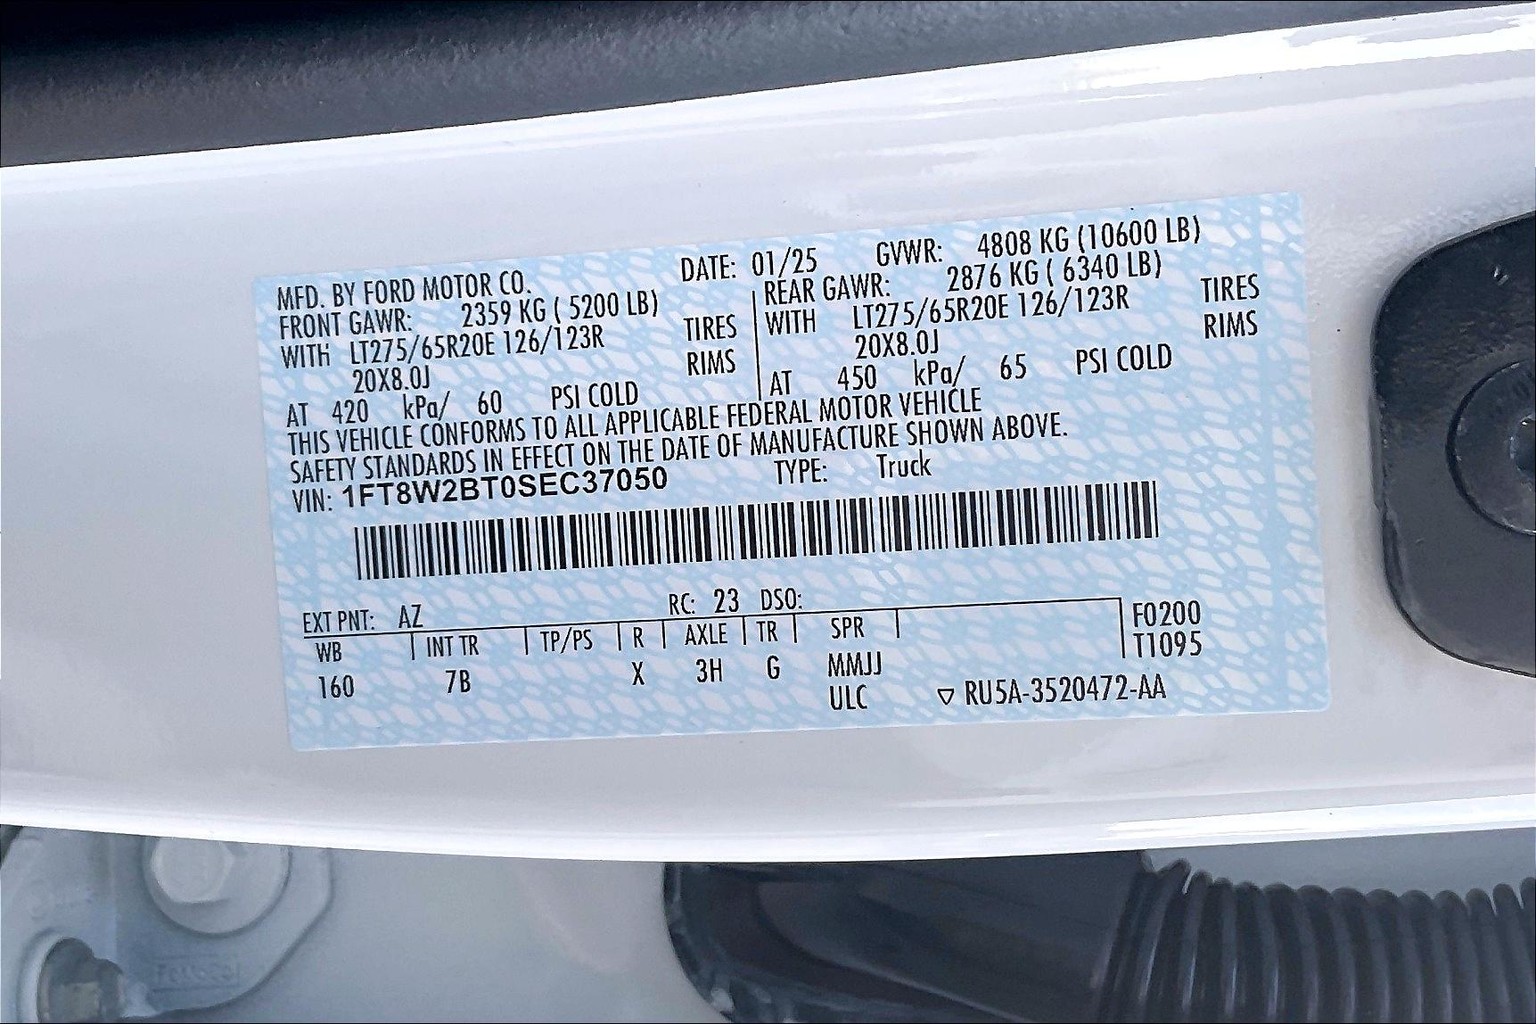 MFD. BY FORD MOTOR CO. DATE: 01/25 GVWR: 4808 KG (10600 LB)
FRONT GAWR: 2359 KG ( 5200 LB) REAR GAWR: 2876 KG ( 6340 LB)
WITH LT275/65R20E 126/123R TIRES WITH LT275/65R20E 126/123R TIRES
20X8.0J RIMS 20X8.0J RIMS
AT 420 kPa/ 60 PSI COLD AT 450 kPa/ 65 PSI COLD
THIS VEHICLE CONFORMS TO ALL APPLICABLE FEDERAL MOTOR VEHICLE
SAFETY STANDARDS IN EFFECT ON THE DATE OF MANUFACTURE SHOWN ABOVE.
VIN: 1FT8W2BT0SEC37050 TYPE: Truck
EXT PNT: AZ RC: 23 DSO:
WB INT TR TP/PS R AXLE TR SPR F0200
T1095
160 7B X 3H G MMJJ
ULC ▽ RU5A-3520472-AA